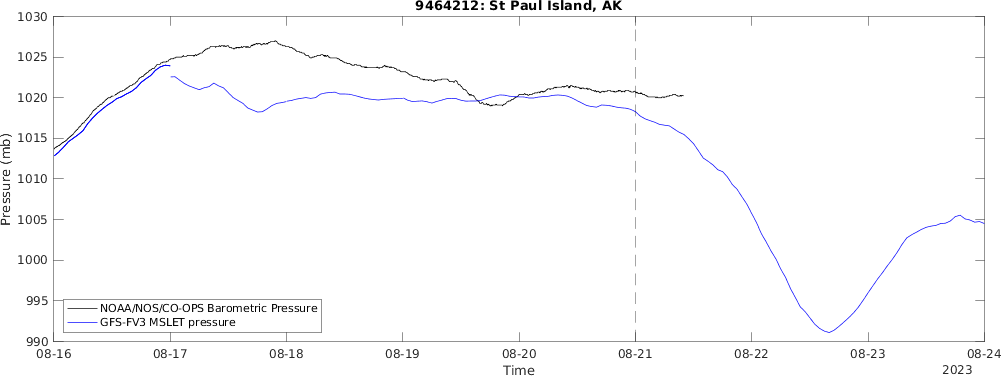 9464212: St Paul Island, AK
1030
1025
1020
1015
1010
1005
1000
995
990
Pressure (mb)
NOAA/NOS/CO-OPS Barometric Pressure
GFS-FV3 MSLET pressure
08-16 08-17 08-18 08-19 08-20 08-21 08-22 08-23 08-24
Time
2023